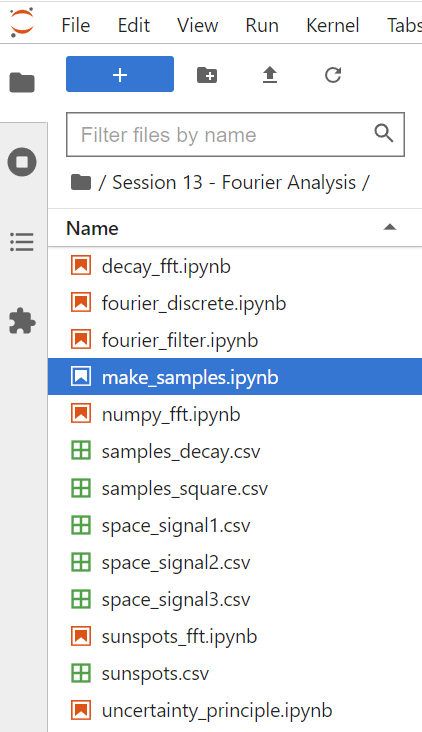 File Edit View Run Kernel Tabs
Filter files by name
/ Session 13 - Fourier Analysis /
Name
decay_fft.ipynb
fourier_discrete.ipynb
fourier_filter.ipynb
make_samples.ipynb
numpy_fft.ipynb
samples_decay.csv
samples_square.csv
space_signal1.csv
space_signal2.csv
space_signal3.csv
sunspots_fft.ipynb
sunspots.csv
uncertainty_principle.ipynb